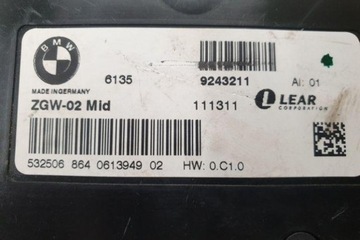 BMW
6135 9243211 AI: 01
MADE IN GERMANY
ZGW-02 Mid 111311 LEAR
CORPORATION
532506 864 0613949 02 HW: 0.C1.0